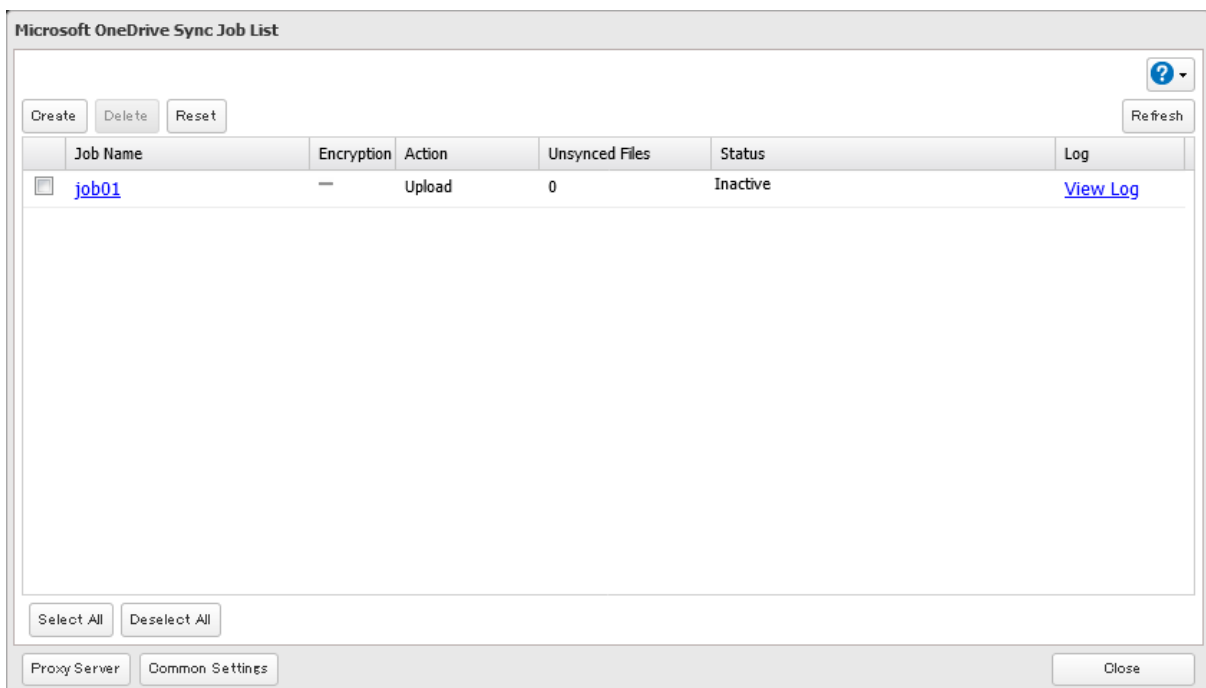 Microsoft OneDrive Sync Job List
?
Create Delete Reset Refresh
Job Name Encryption Action Unsynced Files Status Log
job01 — Upload 0 Inactive View Log
Select All Deselect All
Proxy Server Common Settings Close